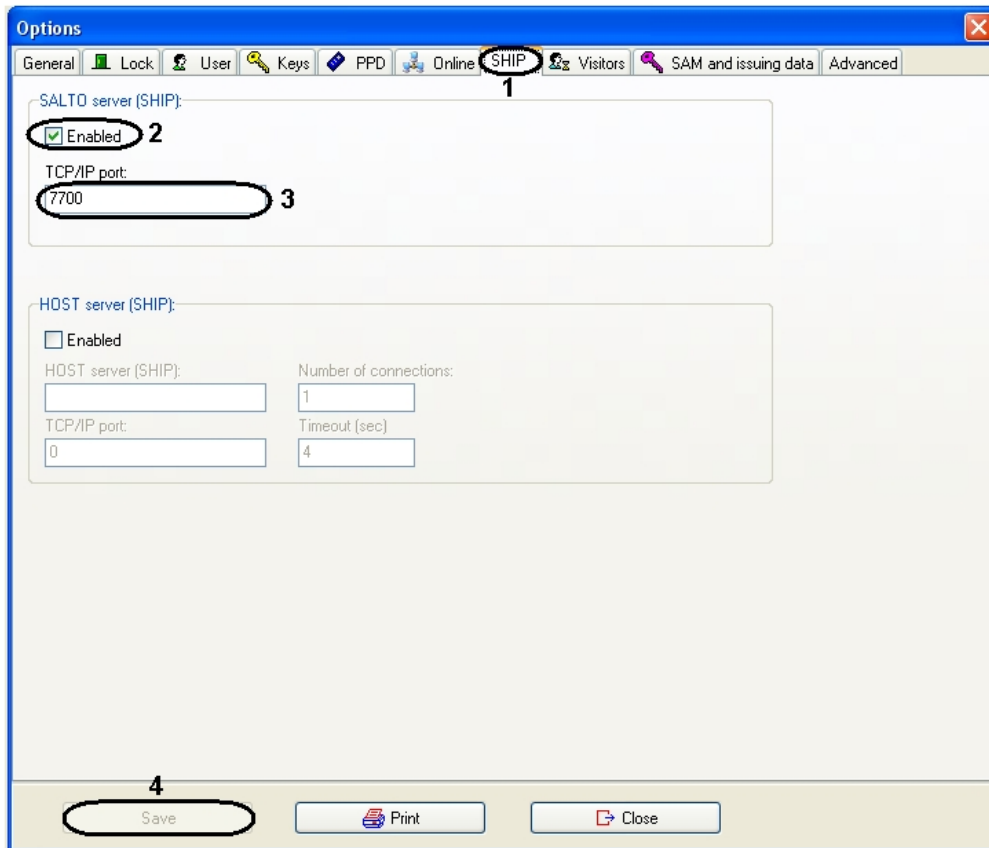 Options
General Lock User Keys PPD Online SHIP Visitors SAM and issuing data Advanced
1
SALTO server (SHIP):
Enabled 2
TCP/IP port:
7700 3
HOST server (SHIP):
Enabled
HOST server (SHIP): Number of connections:
1
TCP/IP port: Timeout (sec)
0 4
4
Save Print Close